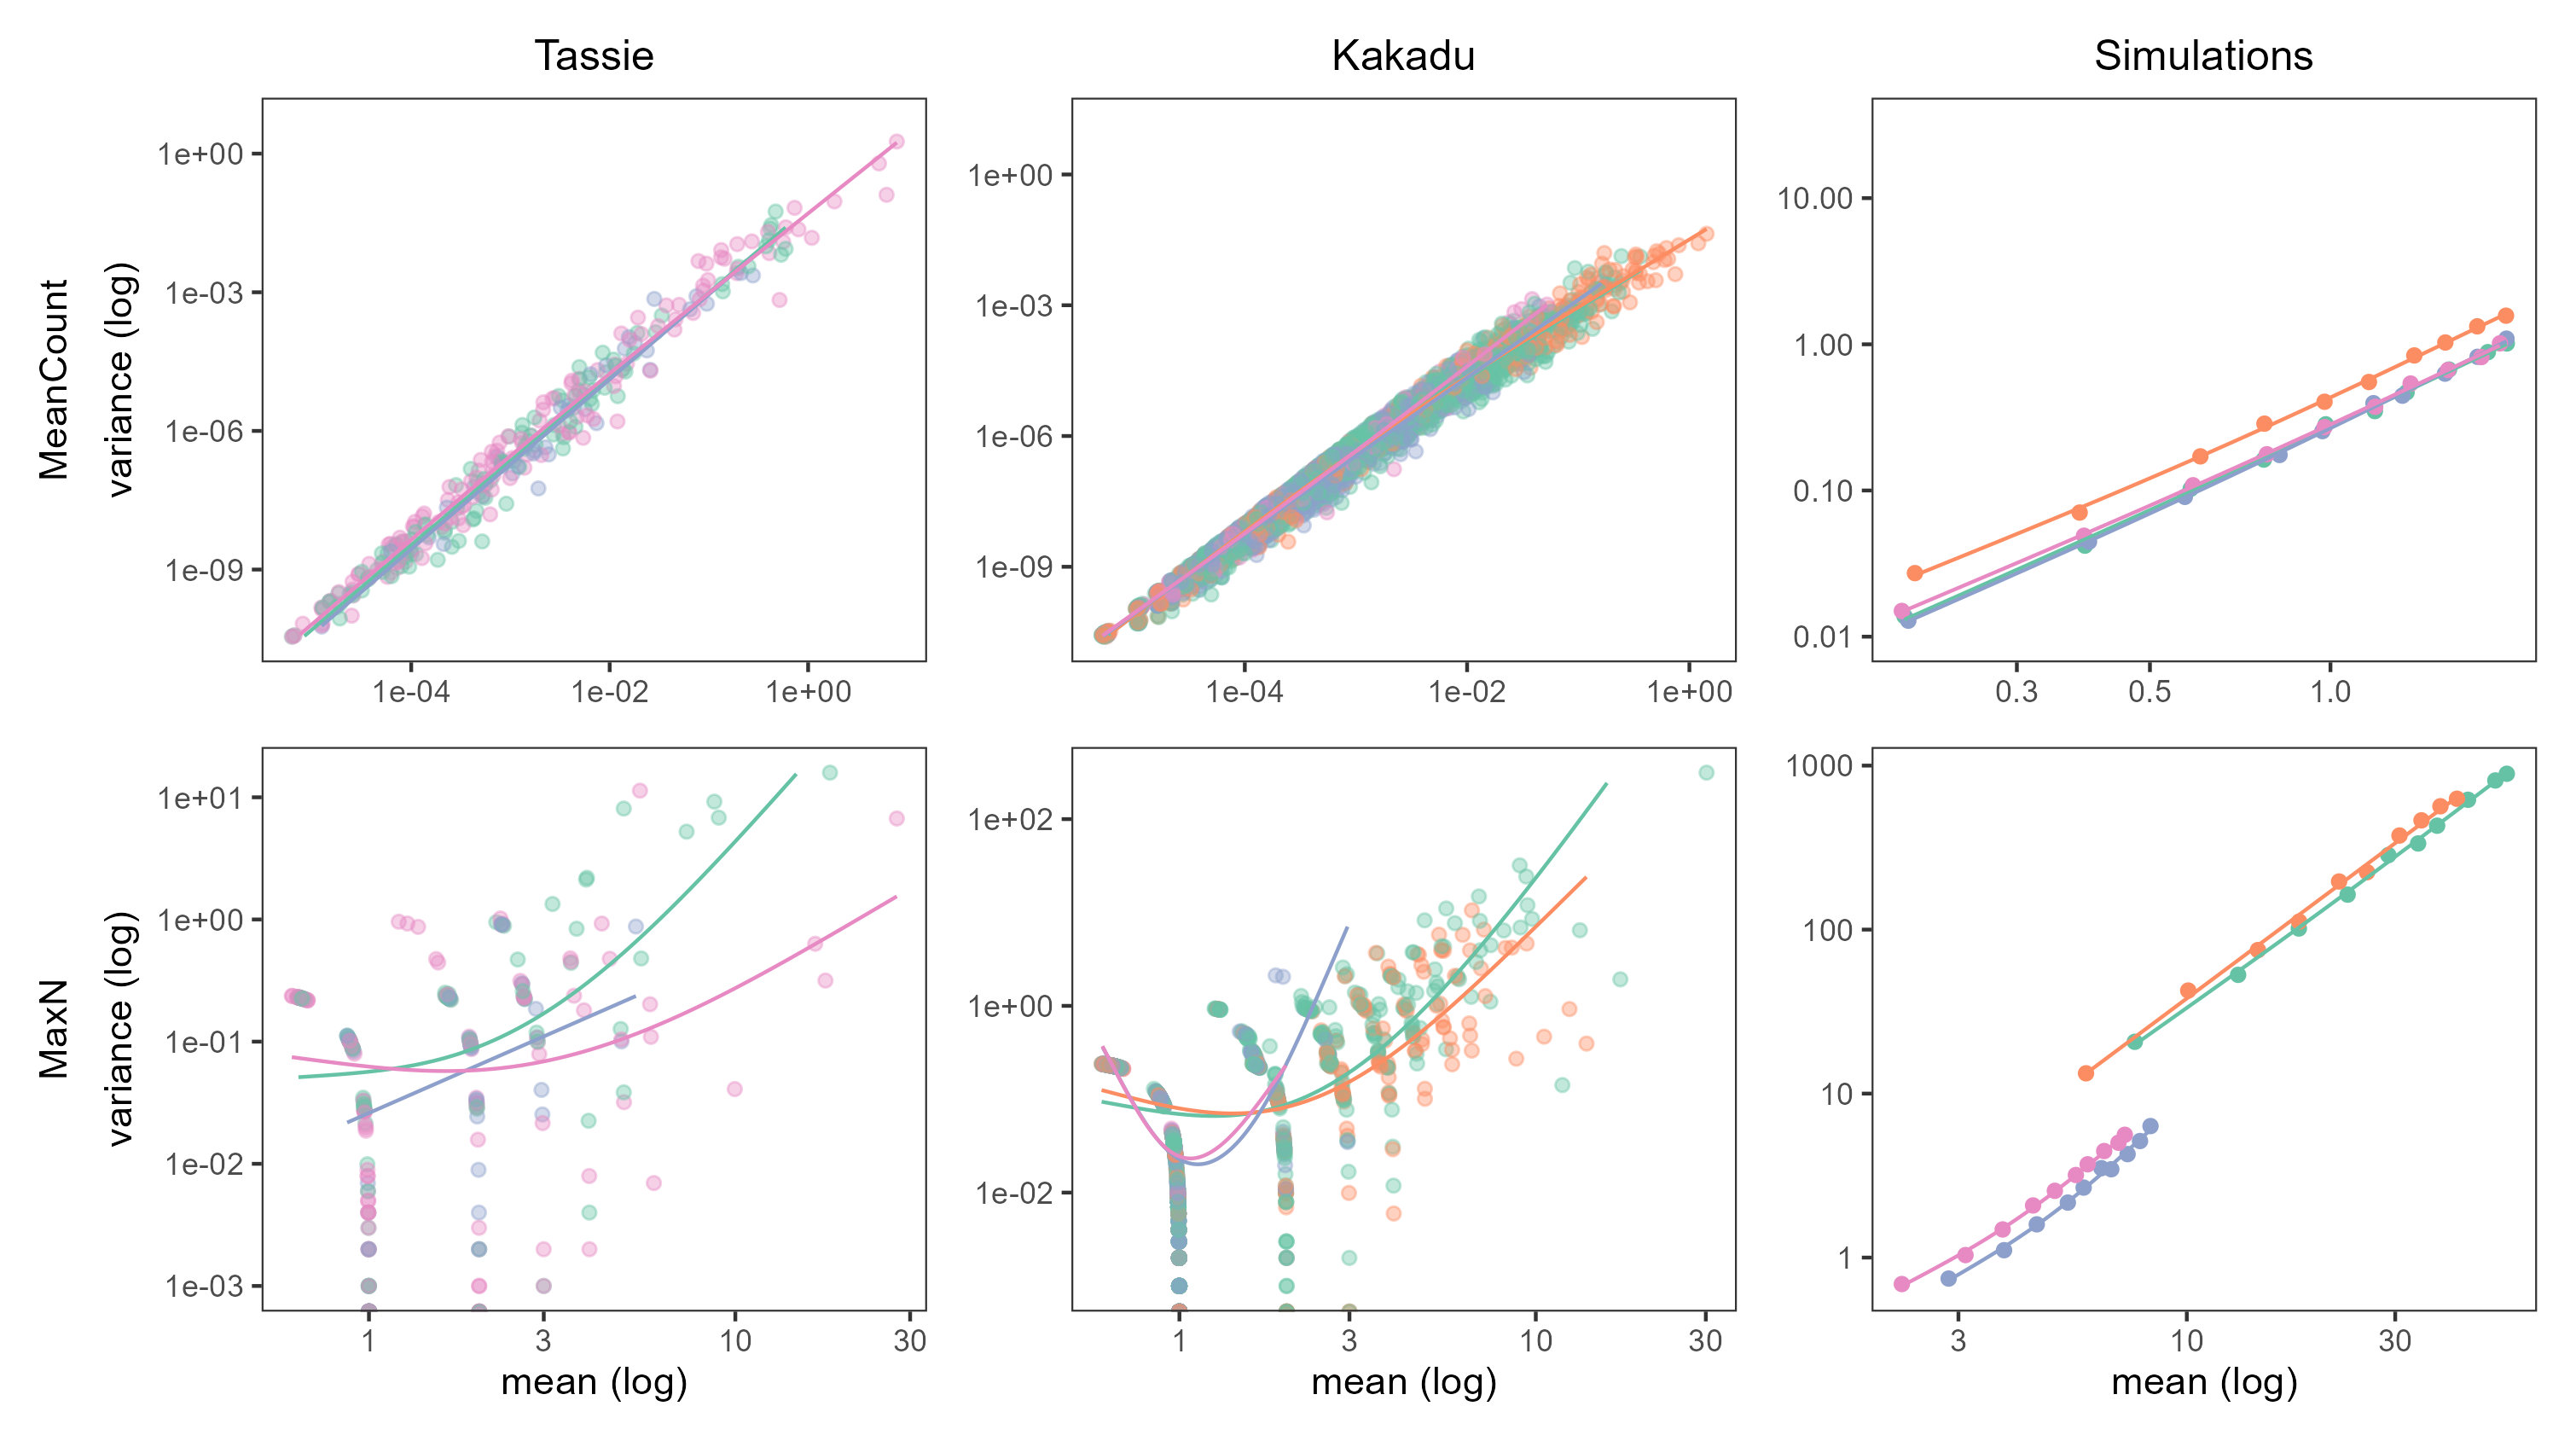 Tassie
Kakadu
Simulations
MeanCount
variance (log)
1e+00
1e-03
1e-06
1e-09
1e-04
1e-02
1e+00
1e+00
1e-03
1e-06
1e-09
1e-04
1e-02
1e+00
10.00
1.00
0.10
0.01
0.3
0.5
1.0
MaxN
variance (log)
1e+01
1e+00
1e-01
1e-02
1e-03
1
3
10
30
mean (log)
1e+02
1e+00
1e-02
1
3
10
30
mean (log)
1000
100
10
1
3
10
30
mean (log)